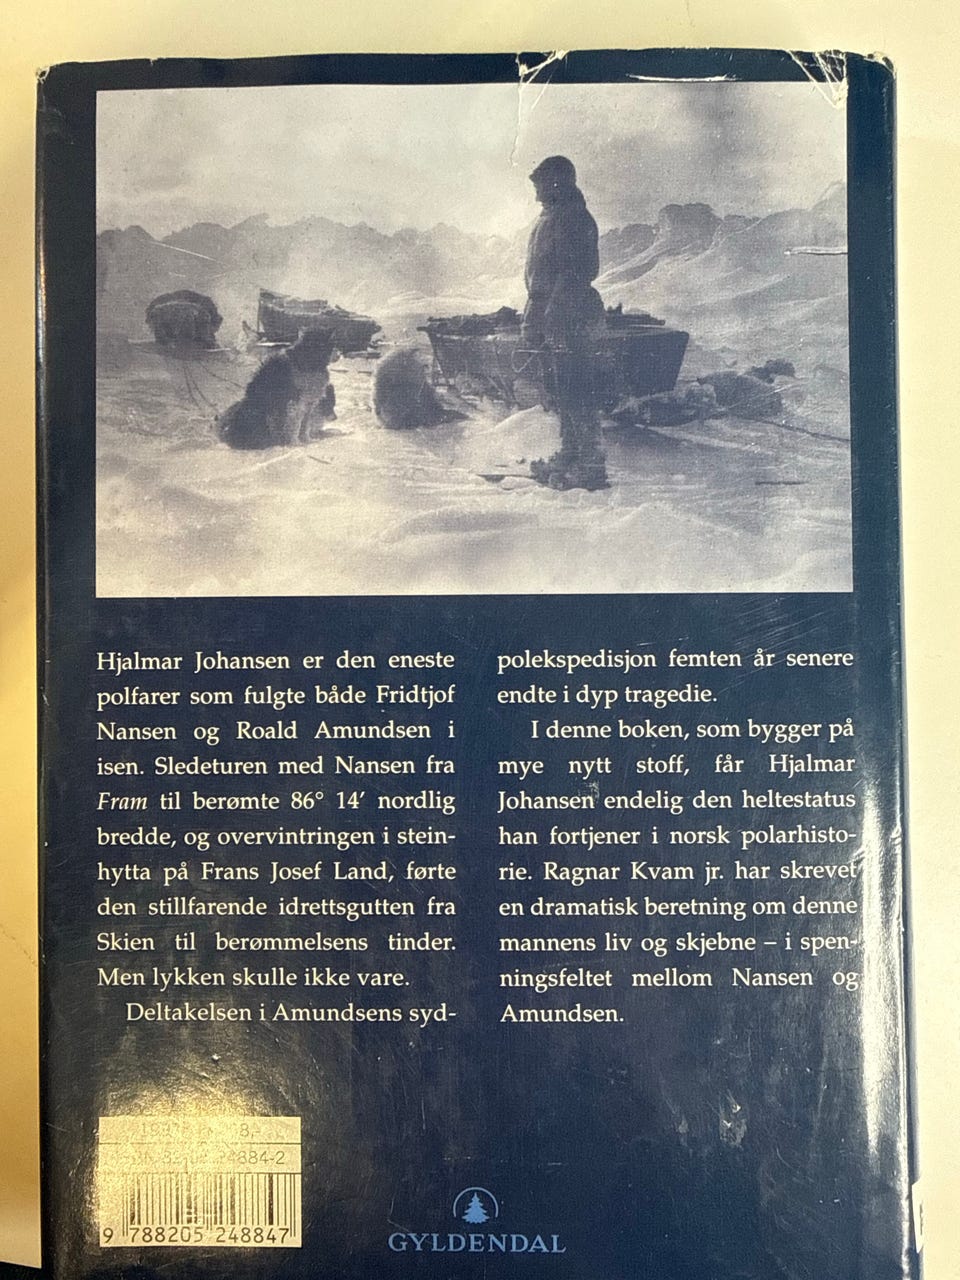 Hjalmar Johansen er den eneste
polfarer som fulgte både Fridtjof
Nansen og Roald Amundsen i
isen. Sledeturen med Nansen fra
Fram til berømte 86° 14′ nordlig
bredde, og overvintringen i stein-
hytta på Frans Josef Land, førte
den stillfarende idrettsgutten fra
Skien til berømmelsens tinder.
Men lykken skulle ikke vare.
Deltakelsen i Amundsens syd-
polekspedisjon femten år senere
endte i dyp tragedie.
I denne boken, som bygger på
mye nytt stoff, får Hjalmar
Johansen endelig den heltestatus
han fortjener i norsk polarhisto-
rie. Ragnar Kvam jr. har skrevet
en dramatisk beretning om denne
mannens liv og skjebne – i spen-
ningsfeltet mellom Nansen og
Amundsen.
24884-2
9 788205 248847
GYLDENDAL